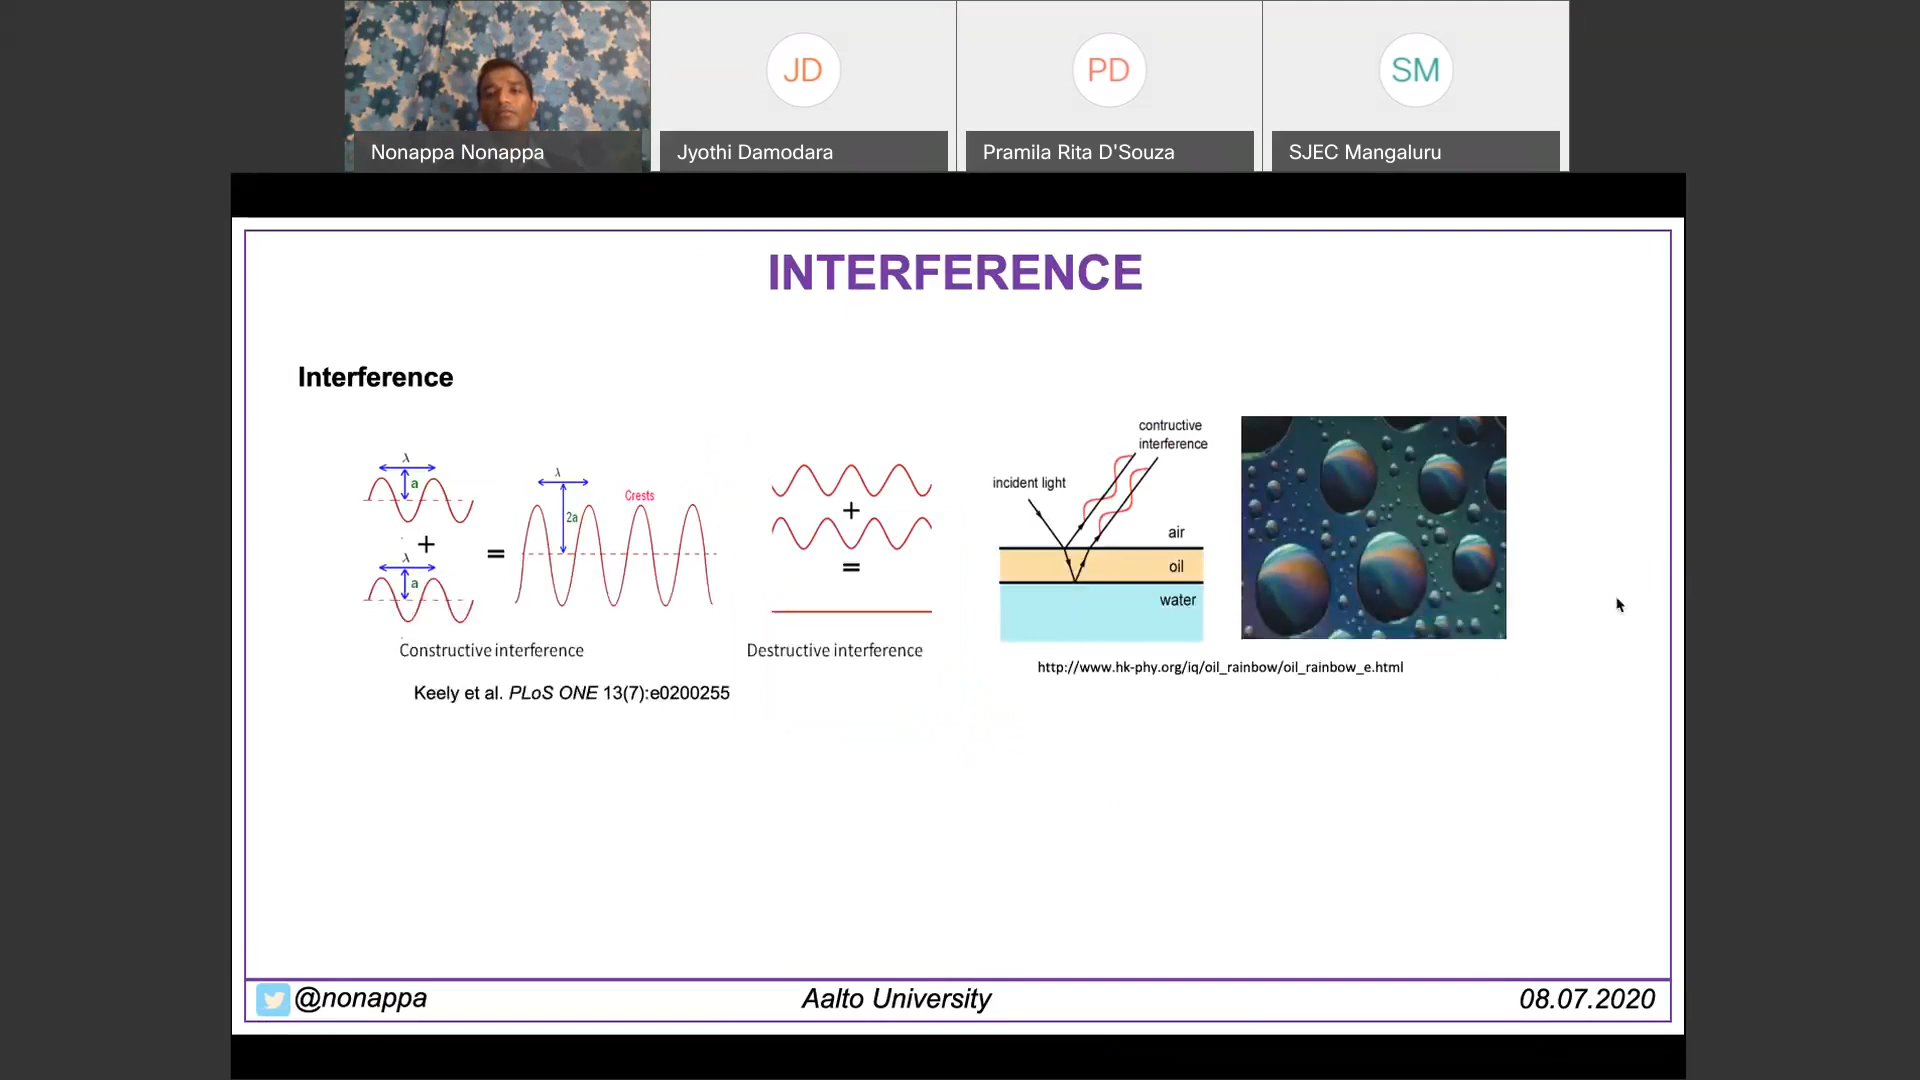 JD
PD
SM
Nonappa Nonappa
Jyothi Damodara
Pramila Rita D'Souza
SJEC Mangaluru
INTERFERENCE
Interference
λ
a
+
λ
a
=
λ
2a
Crests
Constructive interference
+
=
Destructive interference
Keely et al. PLoS ONE 13(7):e0200255
contructive
interference
incident light
air
oil
water
http://www.hk-phy.org/iq/oil_rainbow/oil_rainbow_e.html
@nonappa
Aalto University
08.07.2020